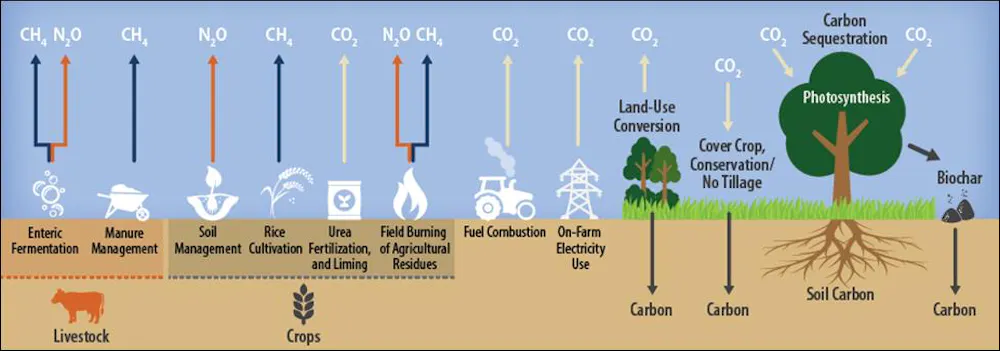 CH4 N2O
CH4
N2O
CH4
CO2
N2O CH4
CO2
CO2
CO2
CO2
CO2
Carbon
Sequestration
CO2
Photosynthesis
Land-Use
Conversion
Cover Crop,
Conservation/
No Tillage
Biochar
Enteric
Fermentation
Manure
Management
Soil
Management
Rice
Cultivation
Urea
Fertilization,
and Liming
Field Burning
of Agricultural
Residues
Fuel Combustion
On-Farm
Electricity
Use
Carbon
Carbon
Soil Carbon
Carbon
Livestock
Crops